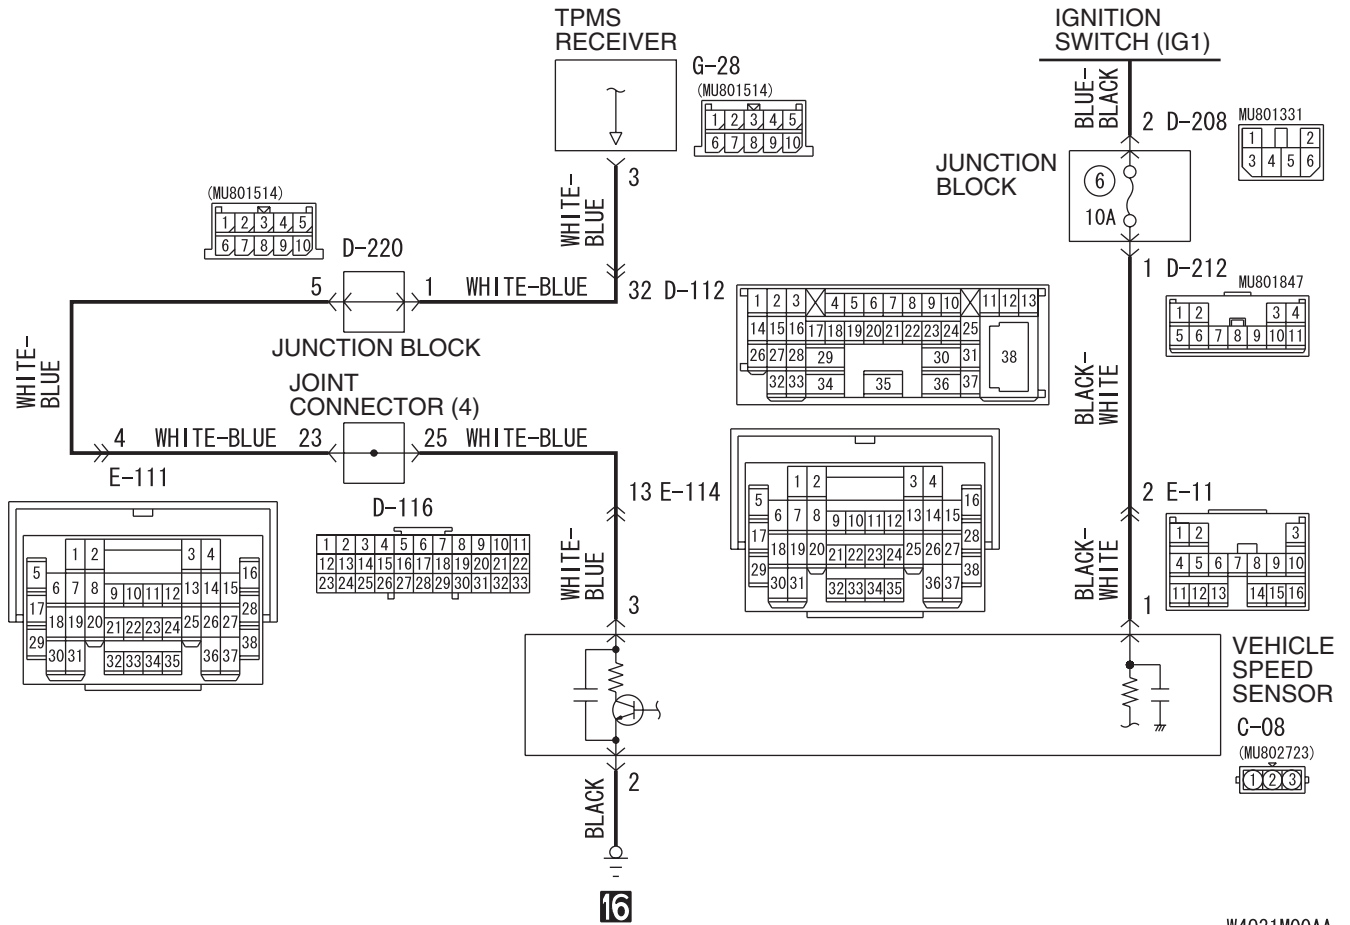 TPMS
RECEIVER
G-28
(MU801514)
1 2 3 4 5
6 7 8 9 10
3
WHITE-
BLUE
IGNITION
SWITCH (IG1)
BLUE-
BLACK
2 D-208
MU801331
1 2
3 4 5 6
JUNCTION
BLOCK
6
10A
1 D-212
MU801847
1 2 3 4
5 6 7 8 9 10 11
(MU801514)
1 2 3 4 5
6 7 8 9 10
D-220
5 1 WHITE-BLUE 32 D-112
JUNCTION BLOCK
1 2 3 4 5 6 7 8 9 10 11 12 13
14 15 16 17 18 19 20 21 22 23 24 25
26 27 28 29 30 31 38
32 33 34 35 36 37
WHITE-
BLUE
JOINT
CONNECTOR (4)
4 WHITE-BLUE 23 25 WHITE-BLUE
E-111
D-116
1 2 3 4 5 6 7 8 9 10 11
12 13 14 15 16 17 18 19 20 21 22
23 24 25 26 27 28 29 30 31 32 33
1 2 3 4
5 16
6 7 8 9 10 11 12 13 14 15
17 28
18 19 20 21 22 23 24 25 26 27
29 38
30 31 32 33 34 35 36 37
13 E-114
1 2 3 4
5 16
6 7 8 9 10 11 12 13 14 15
17 28
18 19 20 21 22 23 24 25 26 27
29 38
30 31 32 33 34 35 36 37
WHITE-
BLUE
3
BLACK-
WHITE
2 E-11
1 2 3
4 5 6 7 8 9 10
11 12 13 14 15 16
BLACK-
WHITE
1
VEHICLE
SPEED
SENSOR
C-08
(MU802723)
1 2 3
2
BLACK
16